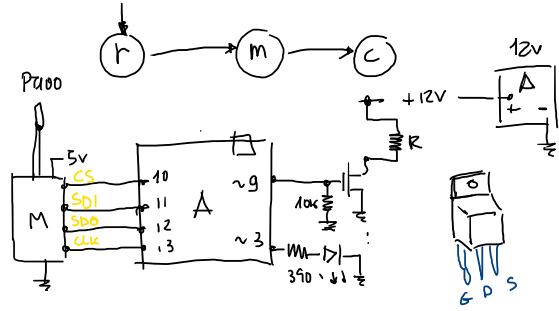 r m c
12V
Pt100
+12V
A
+ -
R
5V
CS
SDI
SDO
CLK
M
10
11
12
13
A
~9
~3
10K
390
G D S